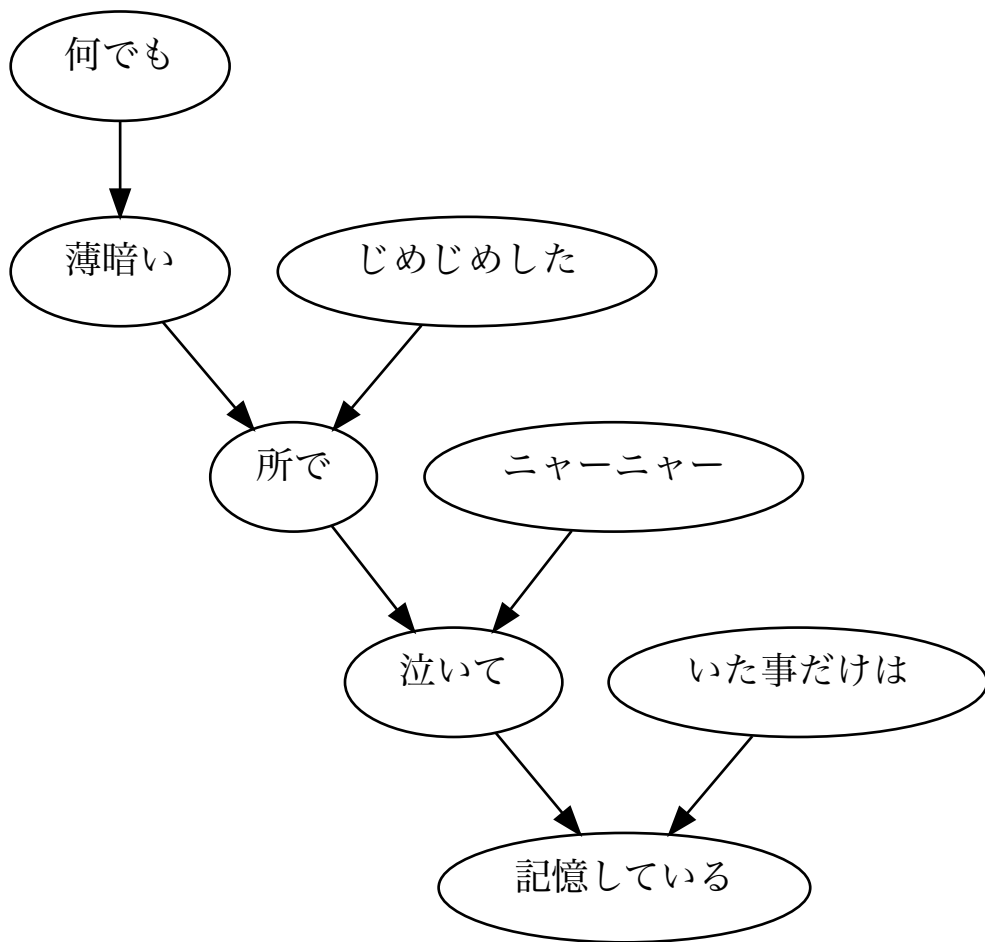 何でも
薄暗い
じめじめした
所で
ニャーニャー
泣いて
いた事だけは
記憶している